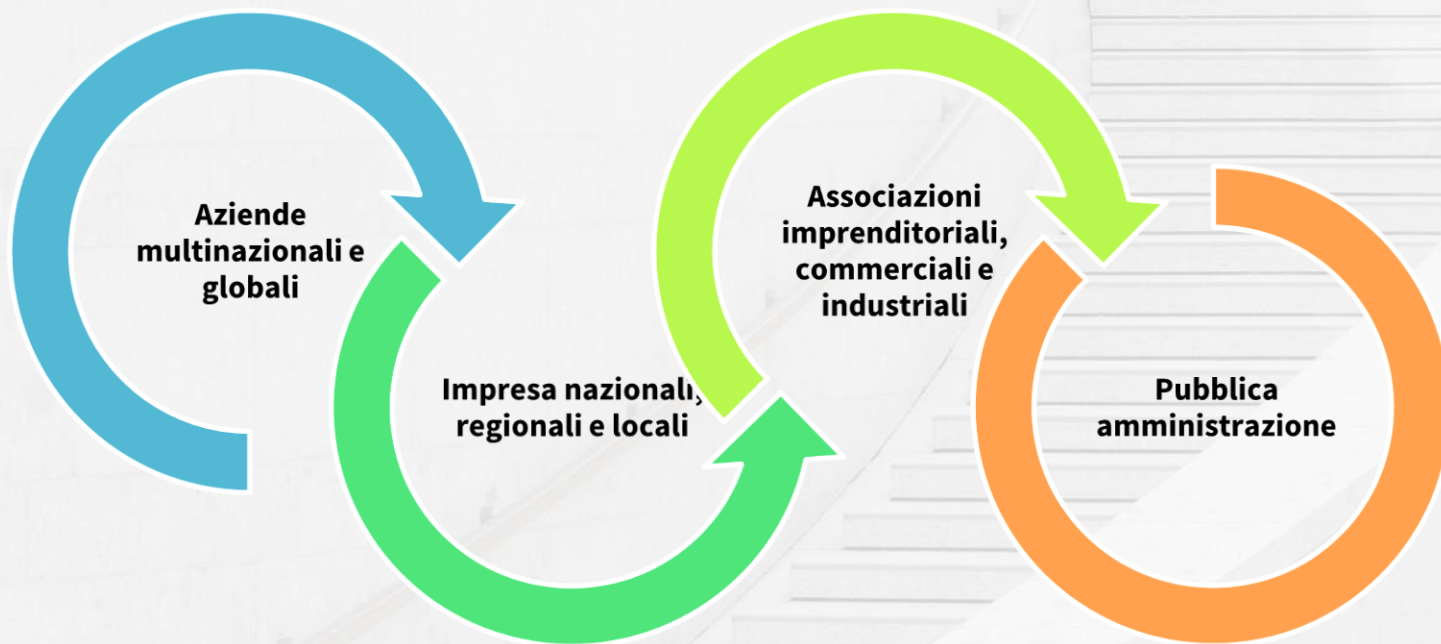 Aziende
multinazionali e
globali
Impresa nazionali,
regionali e locali
Associazioni
imprenditoriali,
commerciali e
industriali
Pubblica
amministrazione